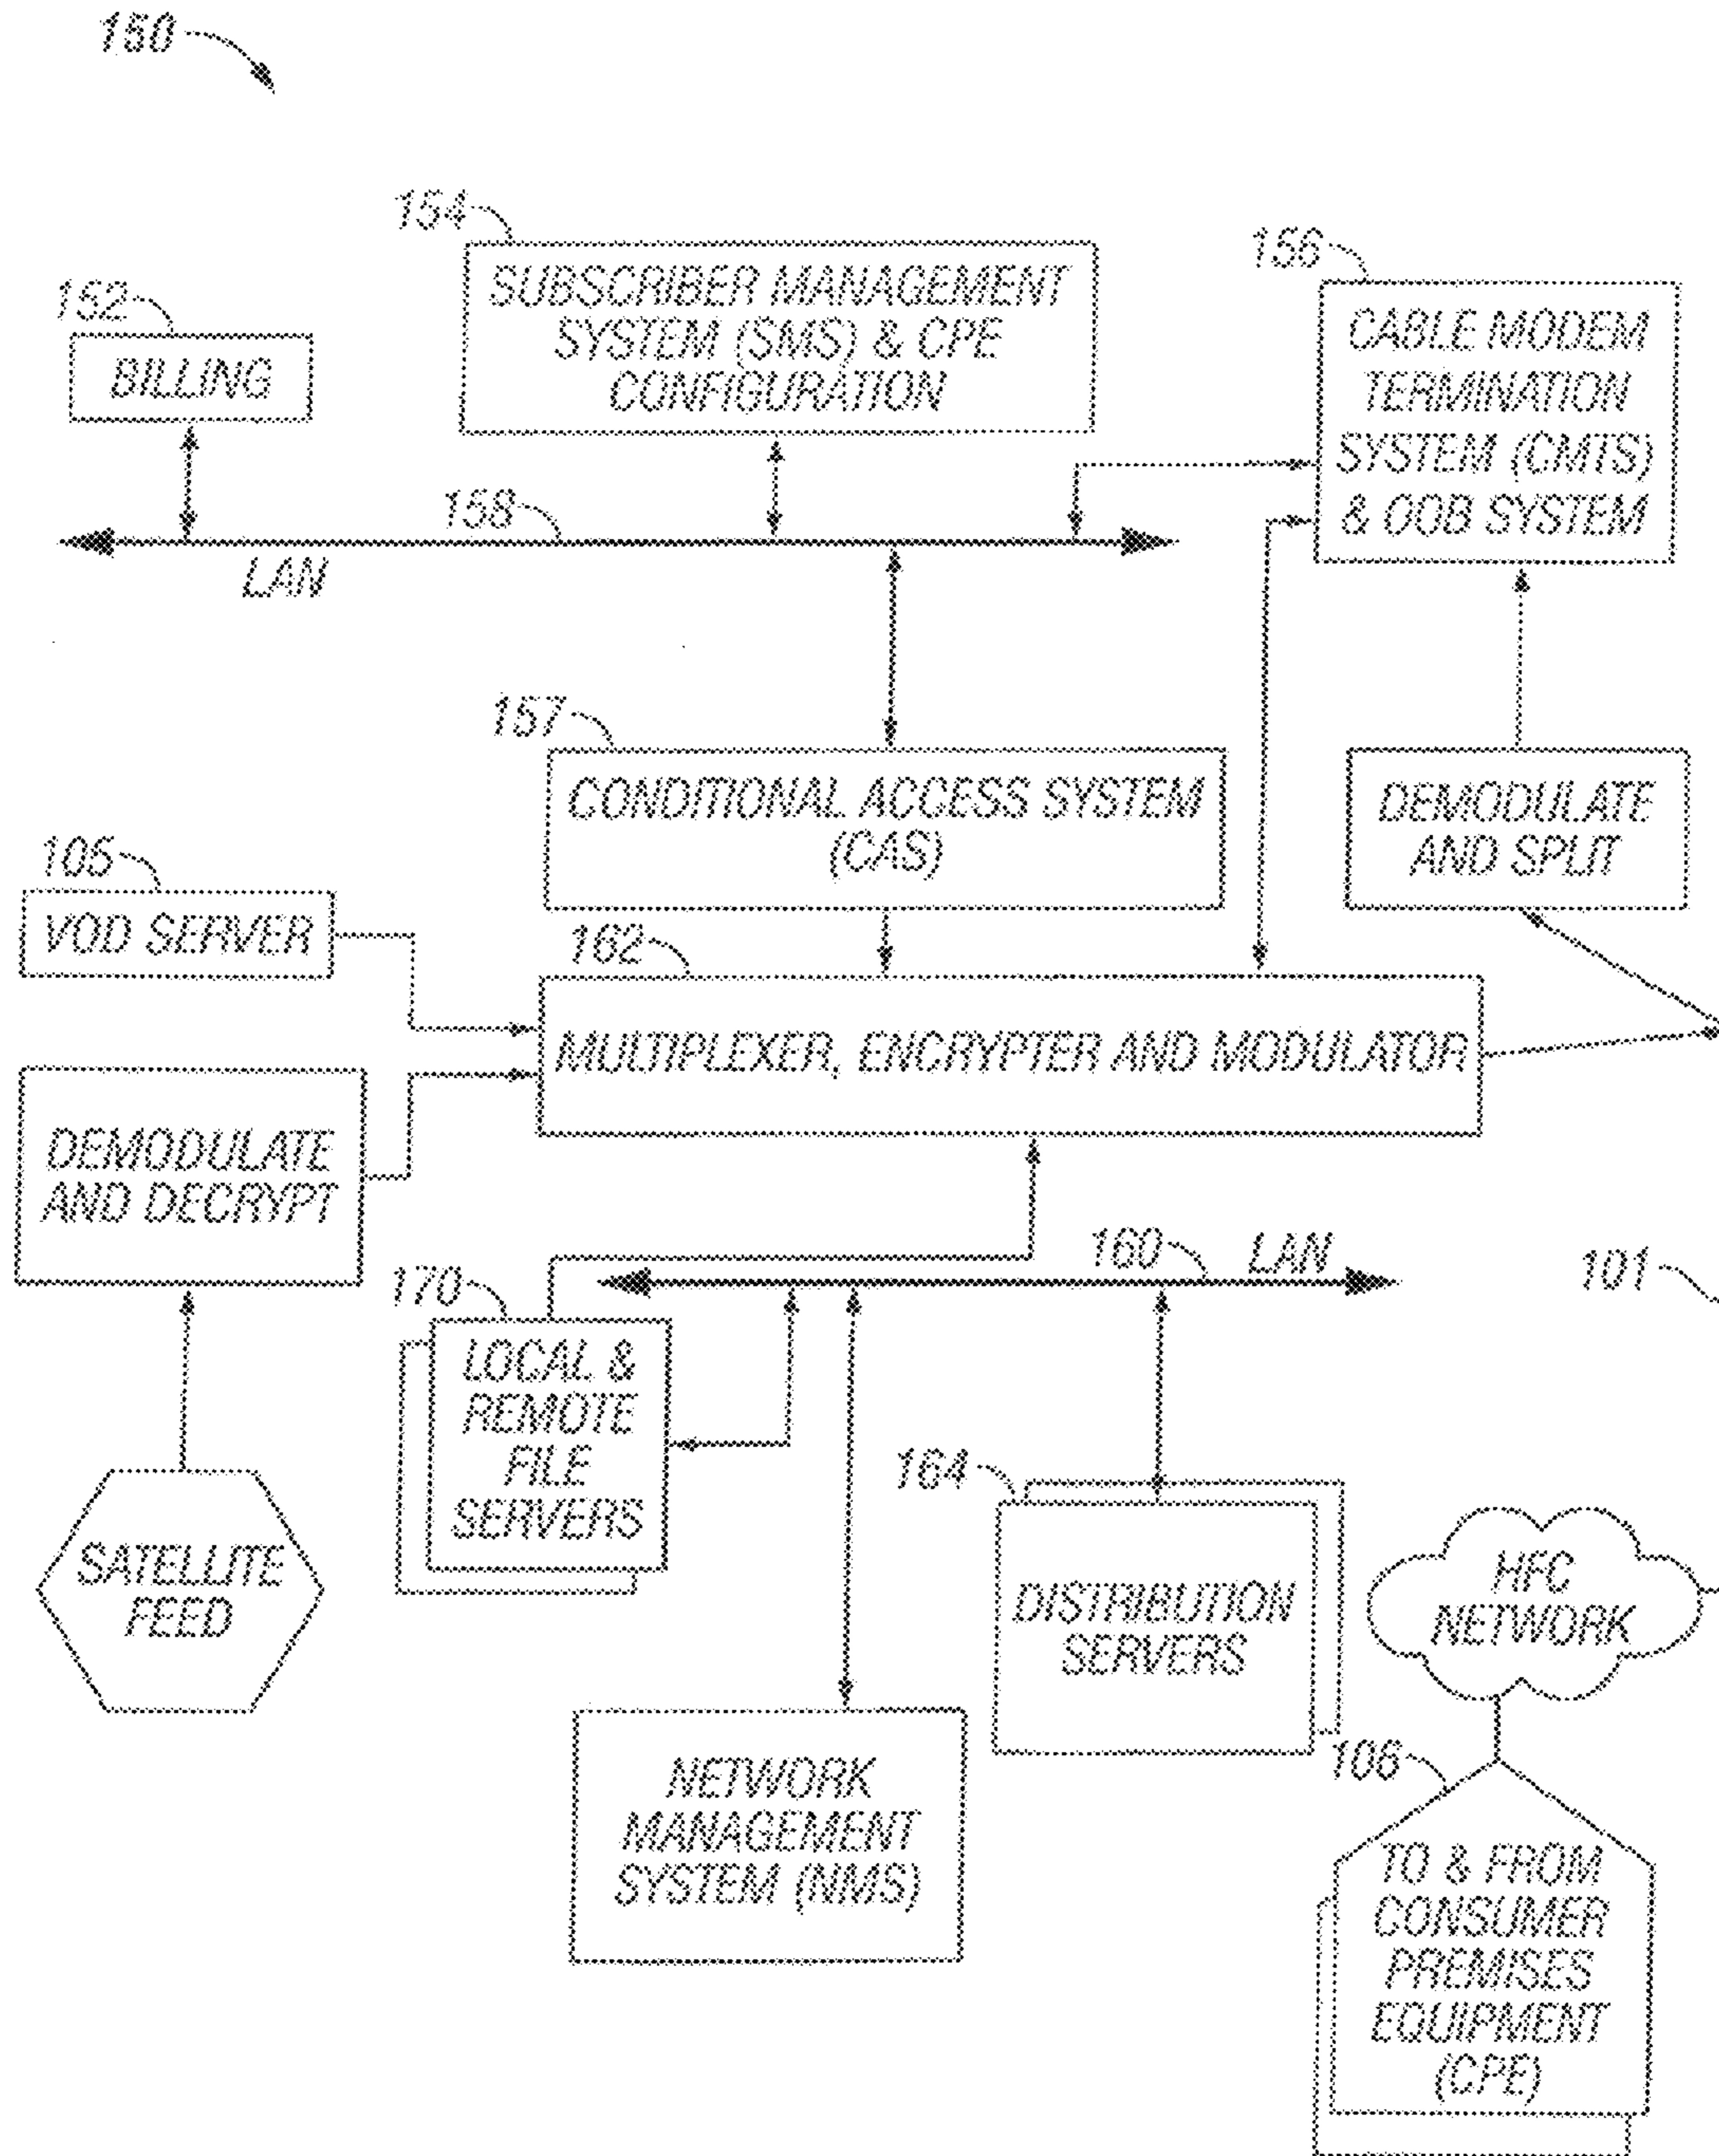 150
154
SUBSCRIBER MANAGEMENT
SYSTEM (SMS) & CPE
CONFIGURATION
156
CABLE MODEM
TERMINATION
SYSTEM (CMTS)
& OOB SYSTEM
152
BILLING
158
LAN
157
CONDITIONAL ACCESS SYSTEM
(CAS)
DEMODULATE
AND SPLIT
105
VOD SERVER
162
MULTIPLEXER, ENCRYPTER AND MODULATOR
DEMODULATE
AND DECRYPT
160
LAN
101
170
LOCAL &
REMOTE
FILE
SERVERS
164
DISTRIBUTION
SERVERS
HFC
NETWORK
SATELLITE
FEED
NETWORK
MANAGEMENT
SYSTEM (NMS)
106
TO & FROM
CONSUMER
PREMISES
EQUIPMENT
(CPE)